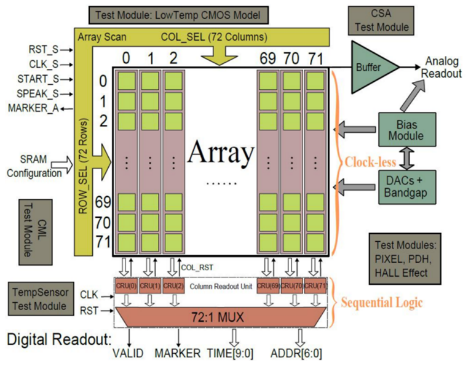 Test Module: LowTemp CMOS Model
CSA
Test Module
Array Scan
COL_SEL (72 Columns)
RST_S
CLK_S
START_S
SPEAK_S
MARKER_A
0 1 2 69 70 71
Buffer
Analog
Readout
0
1
2
ROW_SEL (72 Rows)
SRAM
Configuration
Array
......
Clock-less
Bias
Module
DACs +
Bandgap
69
70
71
CML
Test Module
Test Modules:
PIXEL, PDH,
HALL Effect
COL_RST
TempSensor
Test Module
CLK
RST
CRU(0) CRU(1) CRU(2) Column Readout Unit CRU(69) CRU(70) CRU(71)
Sequential Logic
72:1 MUX
Digital Readout:
VALID MARKER TIME[9:0] ADDR[6:0]